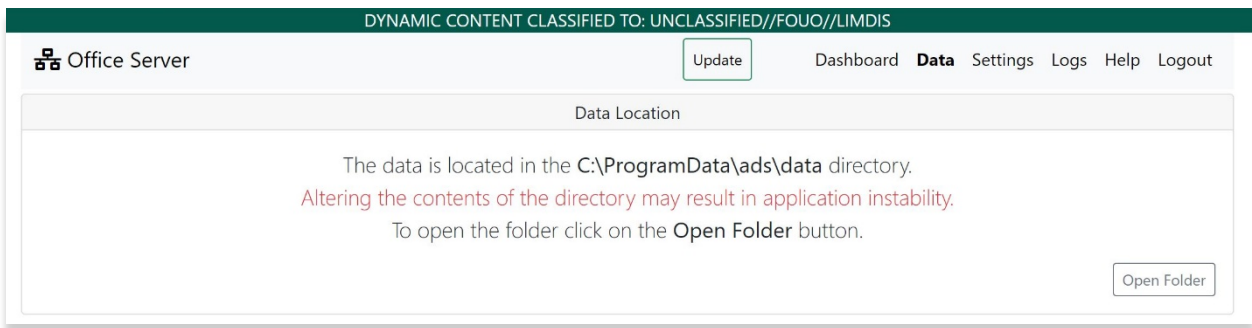 DYNAMIC CONTENT CLASSIFIED TO: UNCLASSIFIED//FOUO//LIMDIS
Office Server Update Dashboard Data Settings Logs Help Logout
Data Location
The data is located in the C:\ProgramData\ads\data directory.
Altering the contents of the directory may result in application instability.
To open the folder click on the Open Folder button.
Open Folder